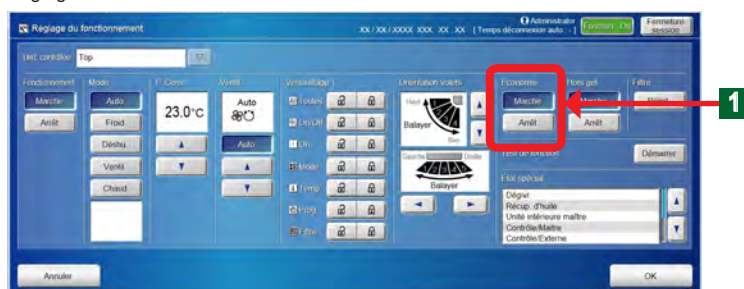 Réglage du fonctionnement
XX / XX / XXXX XXX XX : XX [ Temps déconnexion auto : - ]
Administrator
Fermeture session
Unit. contrôlée Top
Fonctionnement Mode T° Cons. Ventil. Verrouillage Orientation volets Economie Hors gel Filtre
Marche Auto 23.0°C Auto Toutes Haut Marche Marche
Arrêt Froid On/Off Balayer Arrêt Arrêt
Déshu. Auto On Bas
Ventil Mode Gauche Droite Test de fonction Démarrer
Chaud Temp. Balayer Etat spécial
Prog.
Filtre
Dégivr.
Récup. d'huile
Unité intérieure maître
Contrôle/Maitre
Contrôle/Externe
Annuler OK
1